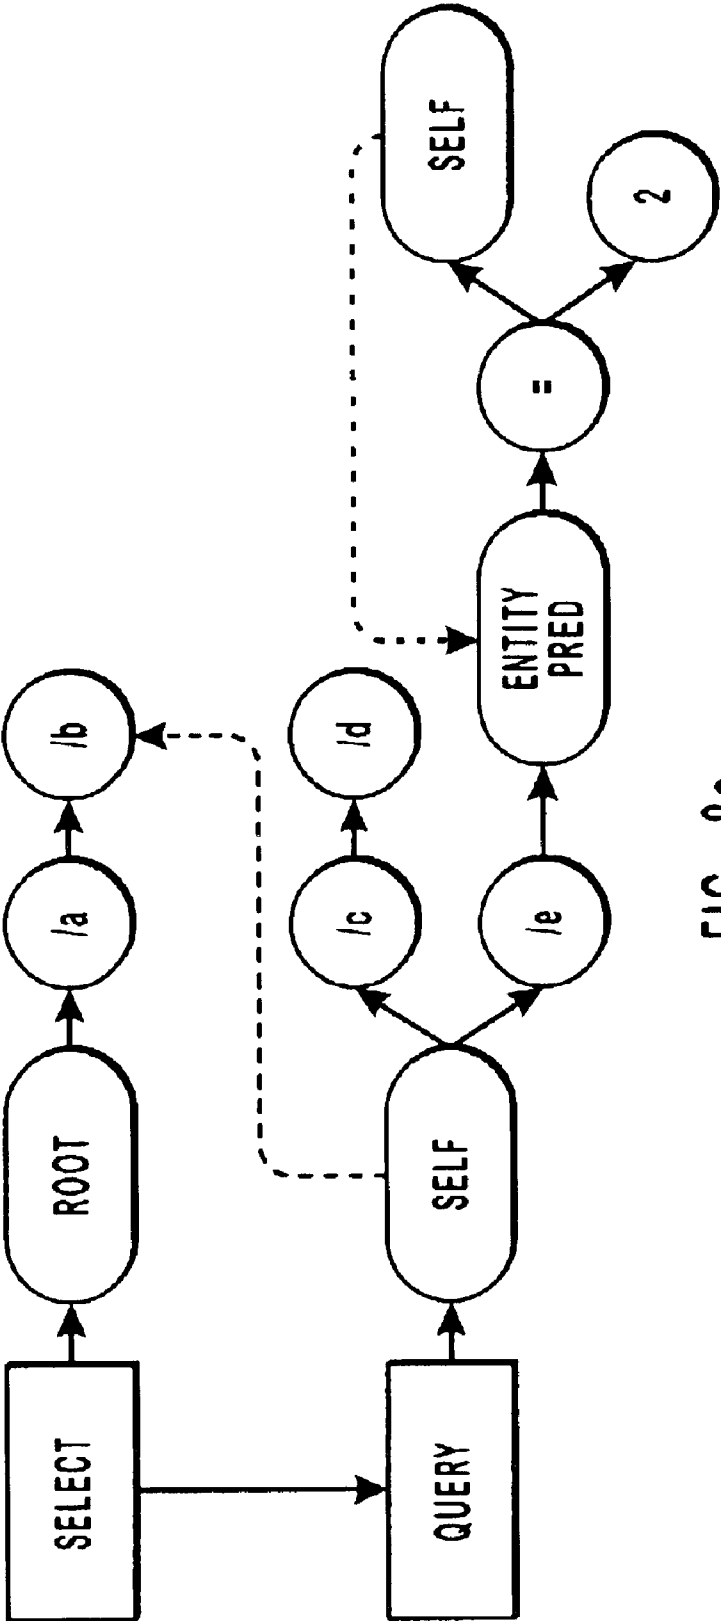 SELECT
ROOT
/a
/b
QUERY
SELF
/c
/d
/e
ENTITY
PRED
=
SELF
2